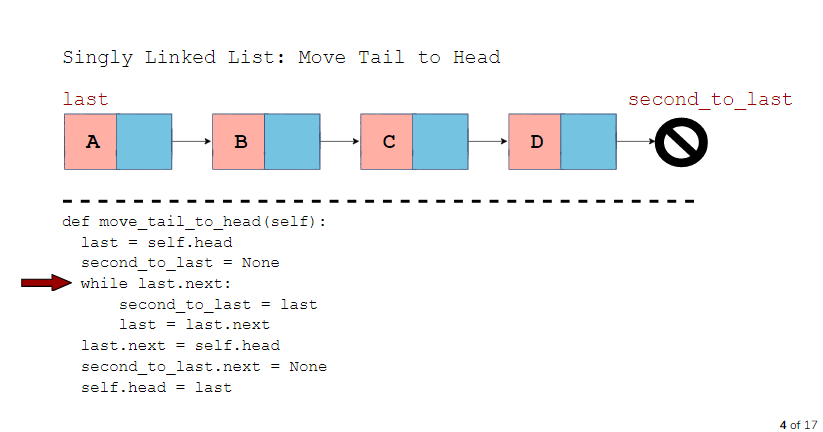 Singly Linked List: Move Tail to Head
last second_to_last
A B C D
def move_tail_to_head(self):
last = self.head
second_to_last = None
while last.next:
second_to_last = last
last = last.next
last.next = self.head
second_to_last.next = None
self.head = last
4 of 17